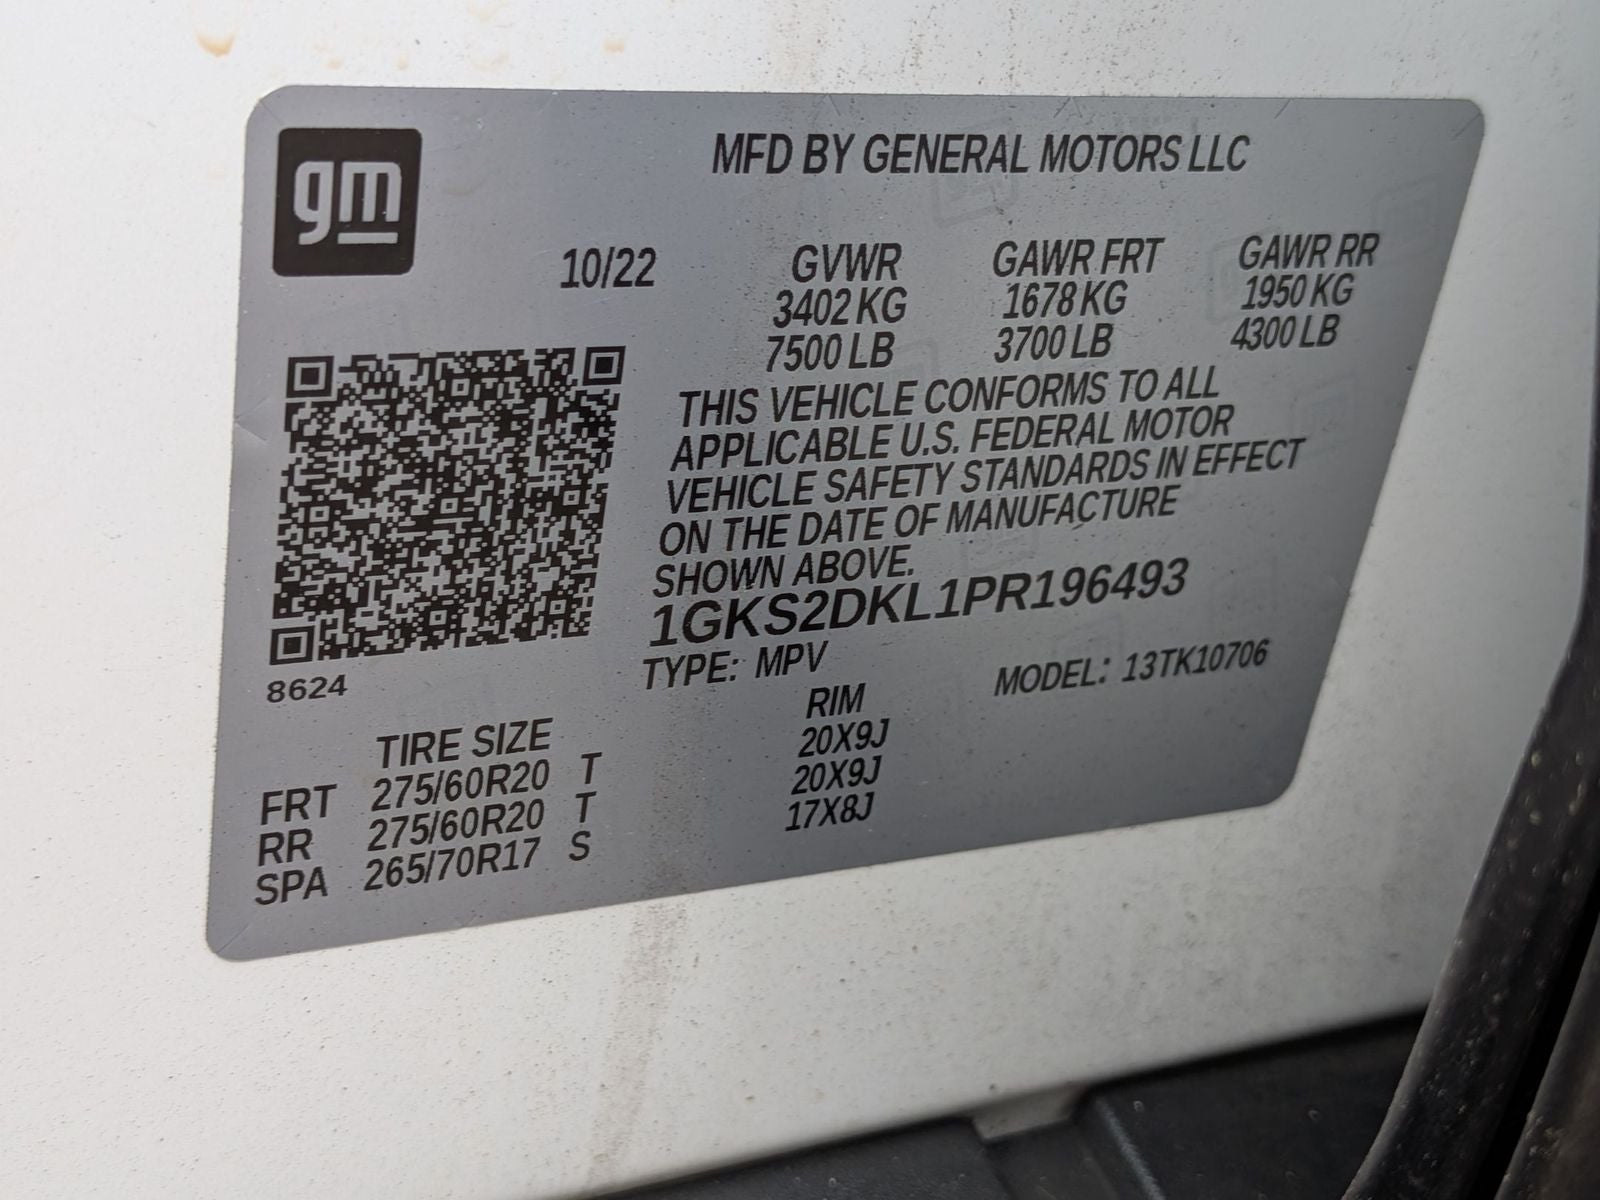 gm
MFD BY GENERAL MOTORS LLC
10/22
GVWR GAWR FRT GAWR RR
3402 KG 1678 KG 1950 KG
7500 LB 3700 LB 4300 LB
THIS VEHICLE CONFORMS TO ALL
APPLICABLE U.S. FEDERAL MOTOR
VEHICLE SAFETY STANDARDS IN EFFECT
ON THE DATE OF MANUFACTURE
SHOWN ABOVE.
1GKS2DKL1PR196493
TYPE: MPV MODEL: 13TK10706
8624
TIRE SIZE RIM
FRT 275/60R20 T 20X9J
RR 275/60R20 T 20X9J
SPA 265/70R17 S 17X8J